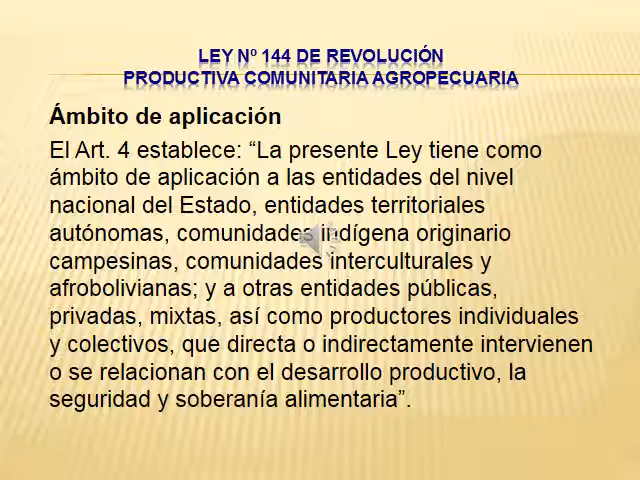 LEY Nº 144 DE REVOLUCIÓN
PRODUCTIVA COMUNITARIA AGROPECUARIA
Ámbito de aplicación
El Art. 4 establece: “La presente Ley tiene como
ámbito de aplicación a las entidades del nivel
nacional del Estado, entidades territoriales
autónomas, comunidades indígena originario
campesinas, comunidades interculturales y
afrobolivianas; y a otras entidades públicas,
privadas, mixtas, así como productores individuales
y colectivos, que directa o indirectamente intervienen
o se relacionan con el desarrollo productivo, la
seguridad y soberanía alimentaria”.